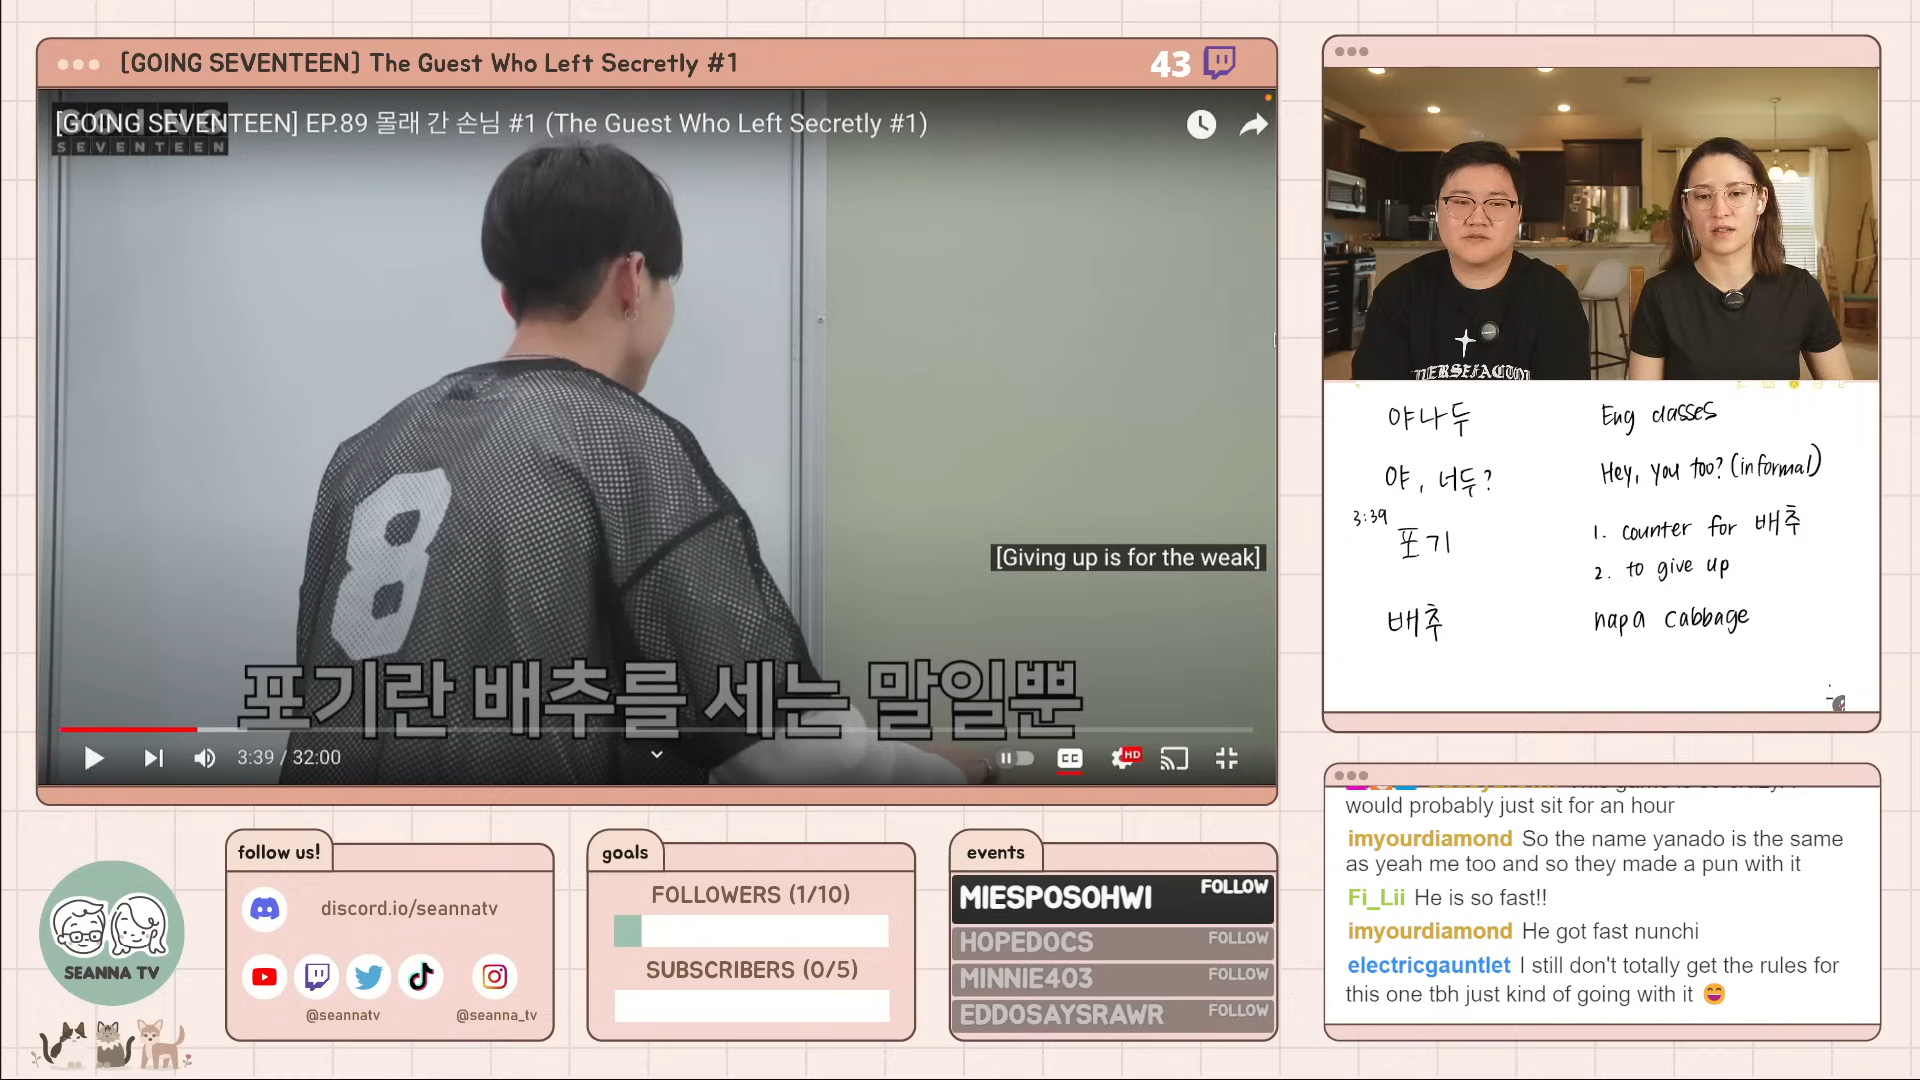 [GOING SEVENTEEN] The Guest Who Left Secretly #1
43
[GOING SEVENTEEN] EP.89 몰래 간 손님 #1 (The Guest Who Left Secretly #1)
SEVENTEEN
8
[Giving up is for the weak]
포기란 배추를 세는 말일뿐
3:39 / 32:00
CC
HD
야나두 Eng classes
야, 너두? Hey, you too? (informal)
3:39
포기 1. counter for 배추
2. to give up
배추 napa cabbage
would probably just sit for an hour
imyourdiamond So the name yanado is the same
as yeah me too and so they made a pun with it
Fi_Lii He is so fast!!
imyourdiamond He got fast nunchi
electricgauntlet I still don't totally get the rules for
this one tbh just kind of going with it
SEANNA TV
follow us!
discord.io/seannatv
@seannatv
@seanna_tv
goals
FOLLOWERS (1/10)
SUBSCRIBERS (0/5)
events
MIESPOSOHWI FOLLOW
HOPEDOCS FOLLOW
MINNIE403 FOLLOW
EDDOSAYSRAWR FOLLOW